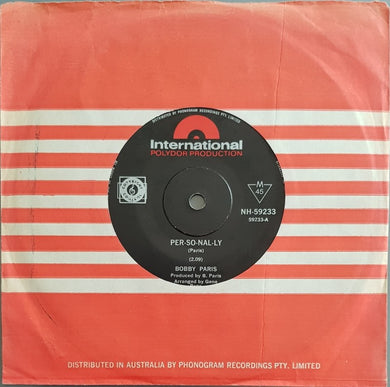 DISTRIBUTED BY PHONOGRAM RECORDINGS PTY. LIMITED
International
POLYDOR PRODUCTION
M
45
NH-59233
59233-A
PER-SO-NAL-LY
(Paris)
(2.09)
BOBBY PARIS
Produced by B. Paris
Arranged by Gene
DISTRIBUTED IN AUSTRALIA BY PHONOGRAM RECORDINGS PTY. LIMITED